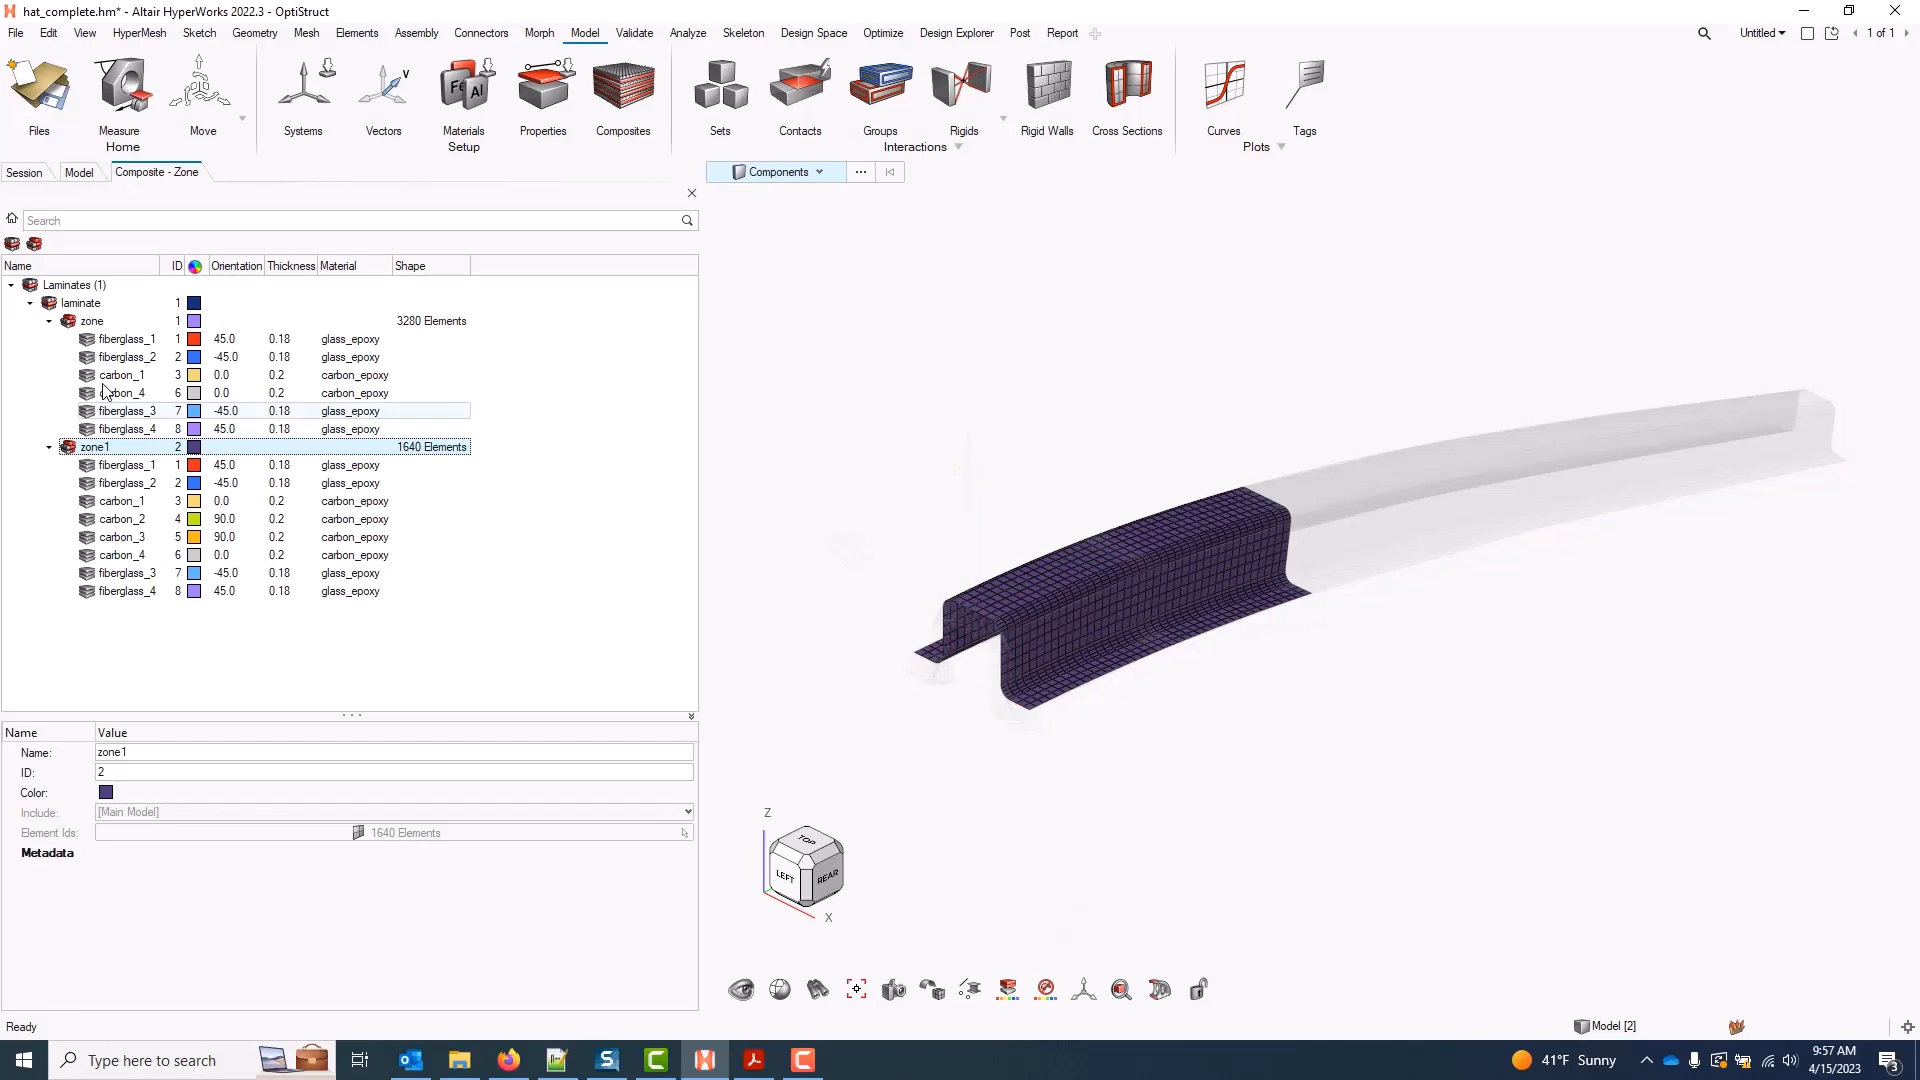 hat_complete.hm* - Altair HyperWorks 2022.3 - OptiStruct
File Edit View HyperMesh Sketch Geometry Mesh Elements Assembly Connectors Morph Model Validate Analyze Skeleton Design Space Optimize Design Explorer Post Monitor Report Untitled 1 of 1
Files Measure Move Systems Vectors Materials Properties Composites Sets Contacts Groups Rigids Rigid Walls Cross Sections Curves Tags
Home Setup Interactions Plots
Session Model Composite - Zone Components
Search
Name ID Orientation Thickness Material Shape
Laminates (1)
laminate 1
zone 1 3280 Elements
fiberglass_1 1 45.0 0.18 glass_epoxy
fiberglass_2 2 -45.0 0.18 glass_epoxy
carbon_1 3 0.0 0.2 carbon_epoxy
carbon_4 6 0.0 0.2 carbon_epoxy
fiberglass_3 7 -45.0 0.18 glass_epoxy
fiberglass_4 8 45.0 0.18 glass_epoxy
zone1 2 1640 Elements
fiberglass_1 1 45.0 0.18 glass_epoxy
fiberglass_2 2 -45.0 0.18 glass_epoxy
carbon_1 3 0.0 0.2 carbon_epoxy
carbon_2 4 90.0 0.2 carbon_epoxy
carbon_3 5 90.0 0.2 carbon_epoxy
carbon_4 6 0.0 0.2 carbon_epoxy
fiberglass_3 7 -45.0 0.18 glass_epoxy
fiberglass_4 8 45.0 0.18 glass_epoxy
Name Value
Name: zone1
ID: 2
Color:
Include: [Main Model]
Element Ids: 1640 Elements
Metadata
Z
TOP
LEFT REAR
X
Ready Model [2]
Type here to search 41°F Sunny 9:57 AM
4/15/2023
3